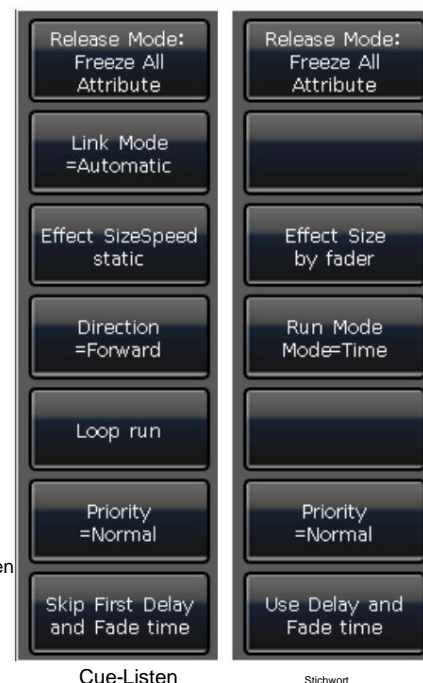 Release Mode:
Freeze All
Attribute
Link Mode
=Automatic
Effect SizeSpeed
static
Direction
=Forward
Loop run
Priority
=Normal
Skip First Delay
and Fade time
en
Cue-Listen
Release Mode:
Freeze All
Attribute
Effect Size
by fader
Run Mode
Mode=Time
Priority
=Normal
Use Delay and
Fade time
Stichwort